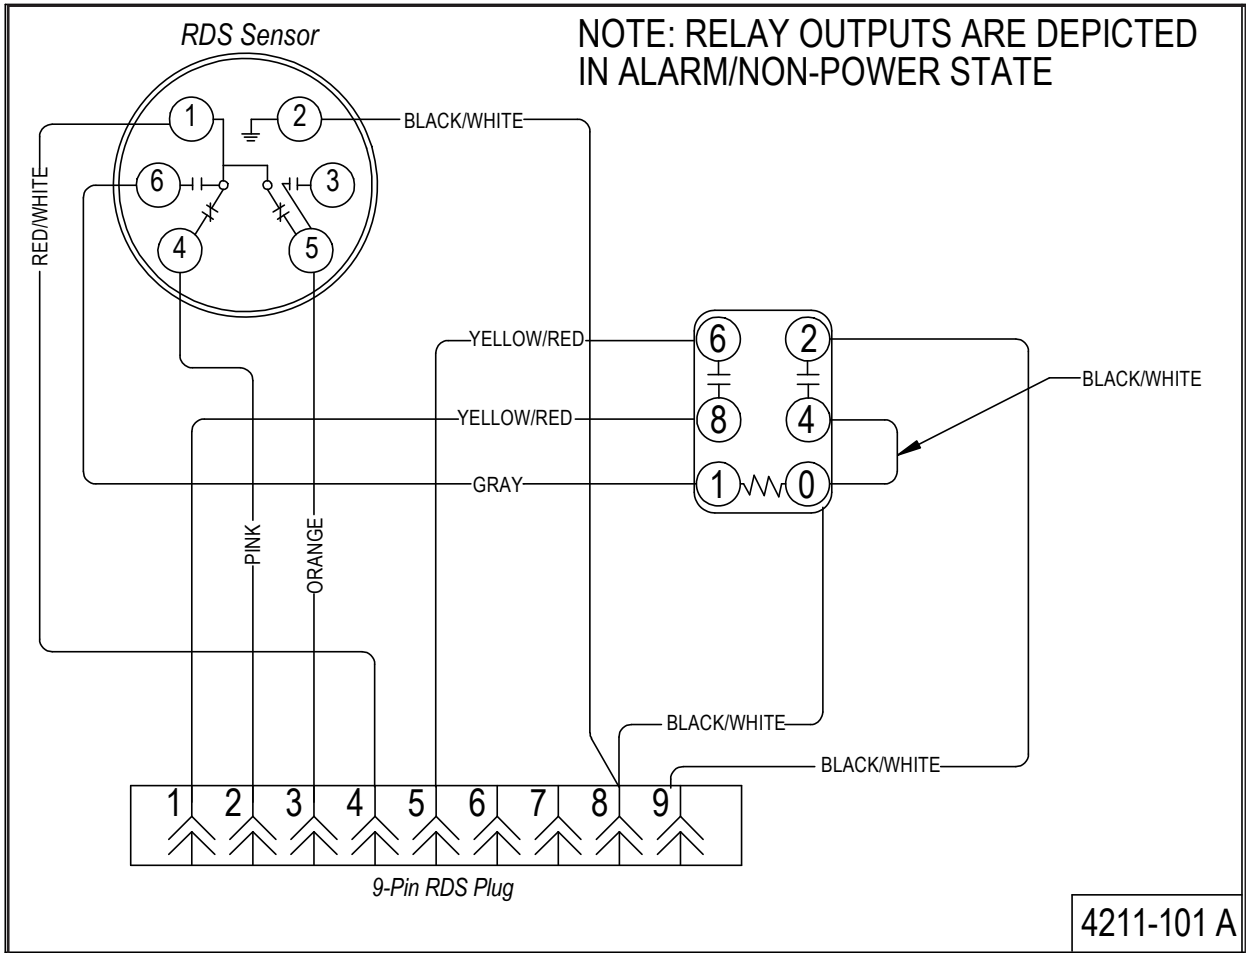 RDS Sensor
NOTE: RELAY OUTPUTS ARE DEPICTED
IN ALARM/NON-POWER STATE
1
2
BLACK/WHITE
RED/WHITE
6
3
4
5
YELLOW/RED
6
2
BLACK/WHITE
YELLOW/RED
8
4
GRAY
1
0
PINK
ORANGE
BLACK/WHITE
BLACK/WHITE
1 2 3 4 5 6 7 8 9
9-Pin RDS Plug
4211-101 A